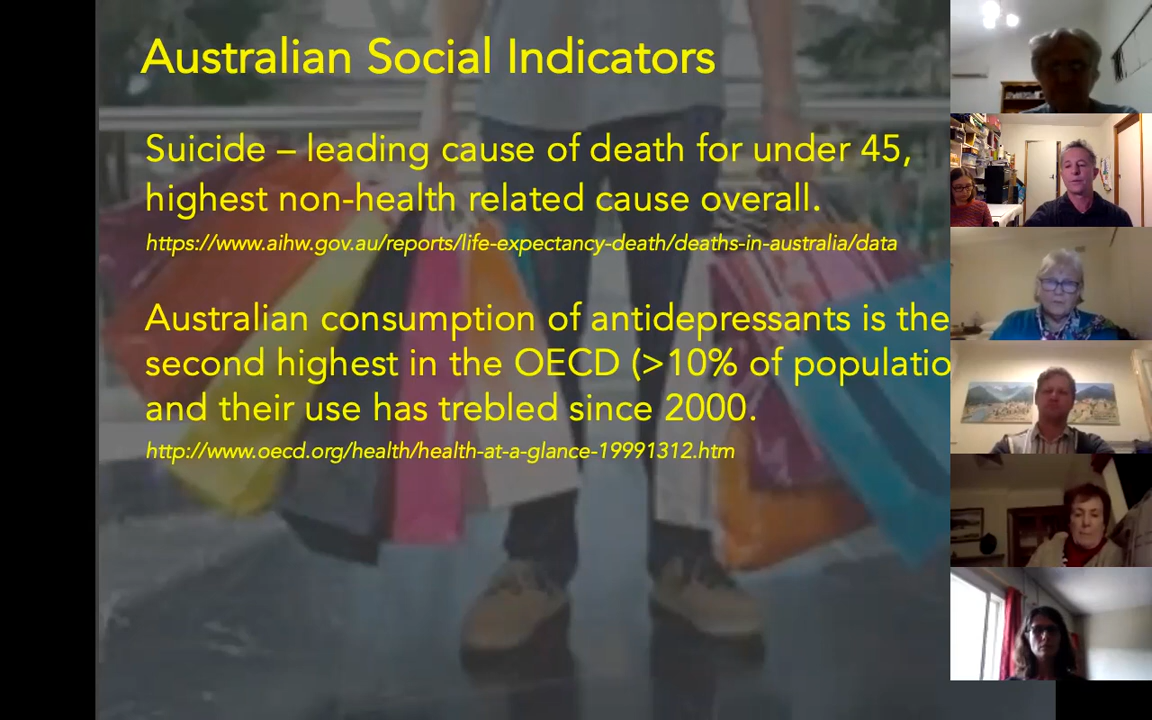 Australian Social Indicators
Suicide – leading cause of death for under 45,
highest non-health related cause overall.
https://www.aihw.gov.au/reports/life-expectancy-death/deaths-in-australia/data
Australian consumption of antidepressants is the
second highest in the OECD (>10% of populatio
and their use has trebled since 2000.
http://www.oecd.org/health/health-at-a-glance-19991312.htm